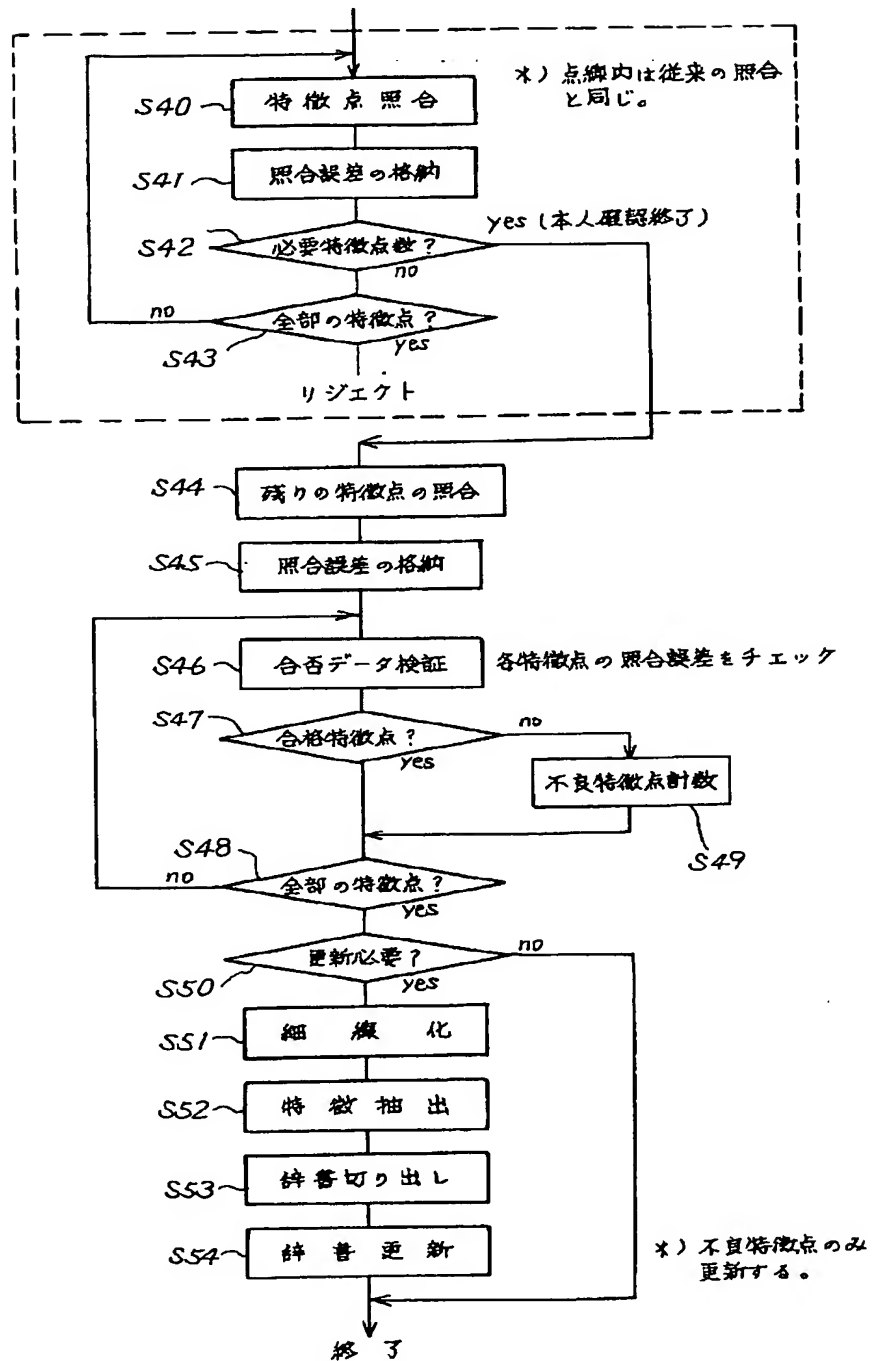 *) 点線内は従来の照合
と同じ。
S40 特徴点照合
S41 照合誤差の格納
S42 必要特徴点数?
yes (本人確認終了)
no
S43 全部の特徴点?
no
yes
リジェクト
S44 残りの特徴点の照合
S45 照合誤差の格納
S46 合否データ検証 各特徴点の照合誤差をチェック
S47 合格特徴点?
no
yes
不良特徴点計数
S49
S48 全部の特徴点?
no
yes
S50 更新必要?
no
yes
S51 細線化
S52 特徴抽出
S53 辞書切り出し
S54 辞書更新
*) 不良特徴点のみ
更新する。
終了